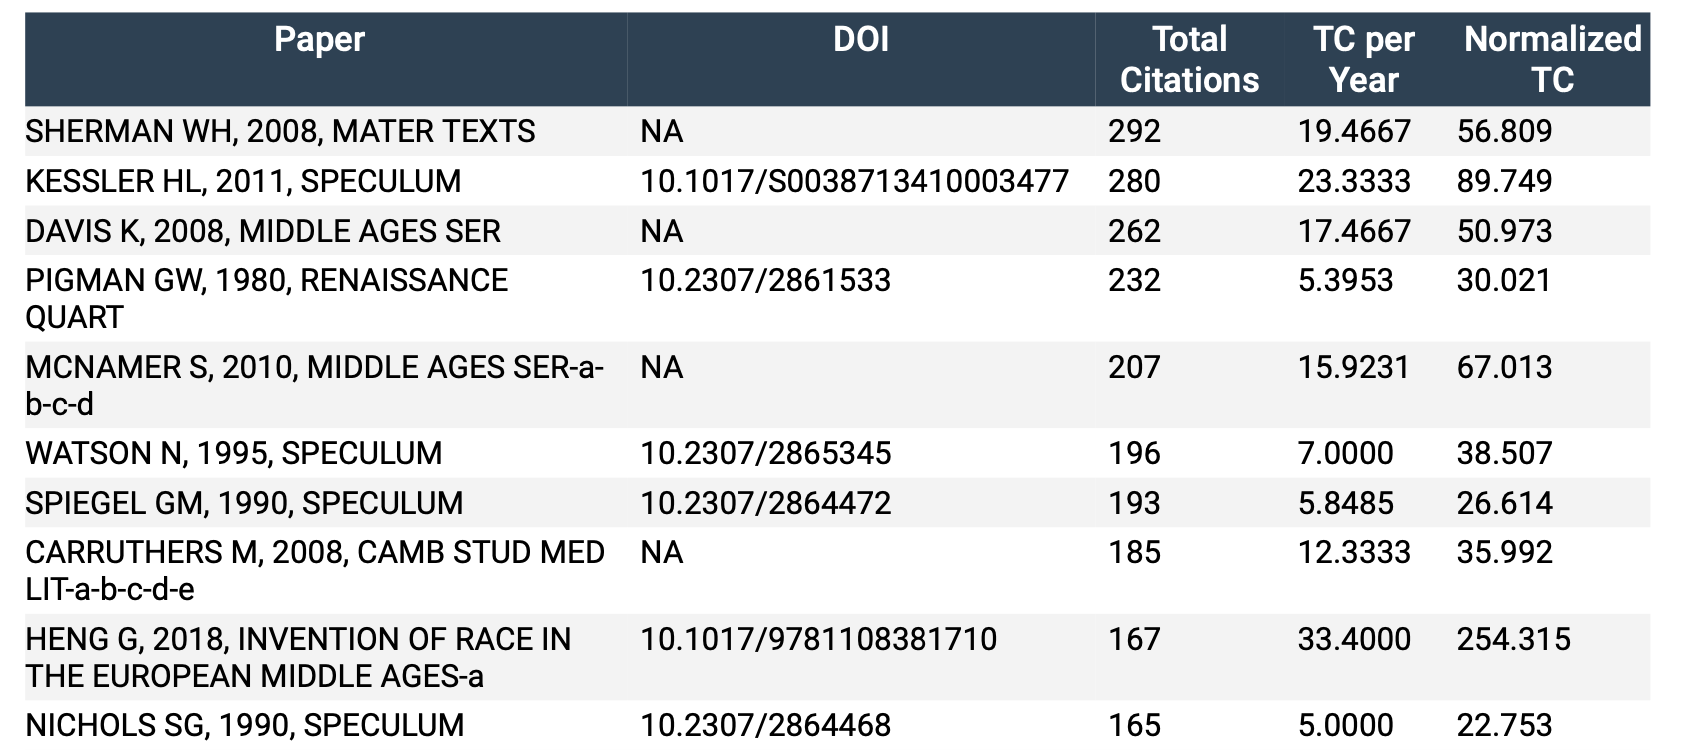 Paper DOI Total Citations TC per Year Normalized TC
SHERMAN WH, 2008, MATER TEXTS NA 292 19.4667 56.809
KESSLER HL, 2011, SPECULUM 10.1017/S0038713410003477 280 23.3333 89.749
DAVIS K, 2008, MIDDLE AGES SER NA 262 17.4667 50.973
PIGMAN GW, 1980, RENAISSANCE 10.2307/2861533 232 5.3953 30.021
QUART
MCNAMER S, 2010, MIDDLE AGES SER-a- NA 207 15.9231 67.013
b-c-d
WATSON N, 1995, SPECULUM 10.2307/2865345 196 7.0000 38.507
SPIEGEL GM, 1990, SPECULUM 10.2307/2864472 193 5.8485 26.614
CARRUTHERS M, 2008, CAMB STUD MED NA 185 12.3333 35.992
LIT-a-b-c-d-e
HENG G, 2018, INVENTION OF RACE IN 10.1017/9781108381710 167 33.4000 254.315
THE EUROPEAN MIDDLE AGES-a
NICHOLS SG, 1990, SPECULUM 10.2307/2864468 165 5.0000 22.753